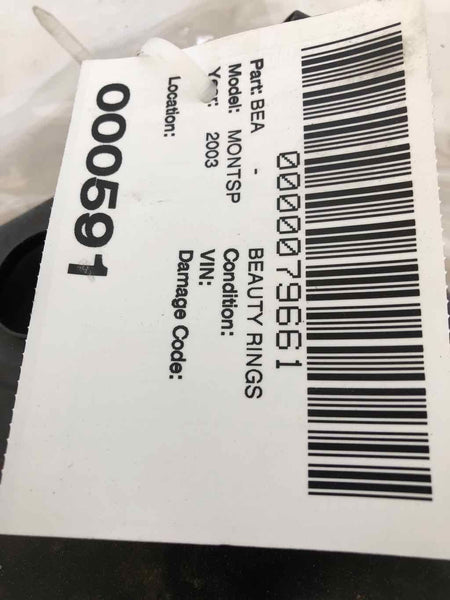 0000079661
Part: BEA - BEAUTY RINGS
Model: MONTSP Condition:
Year: 2003 VIN:
Damage Code:
Location:
000591